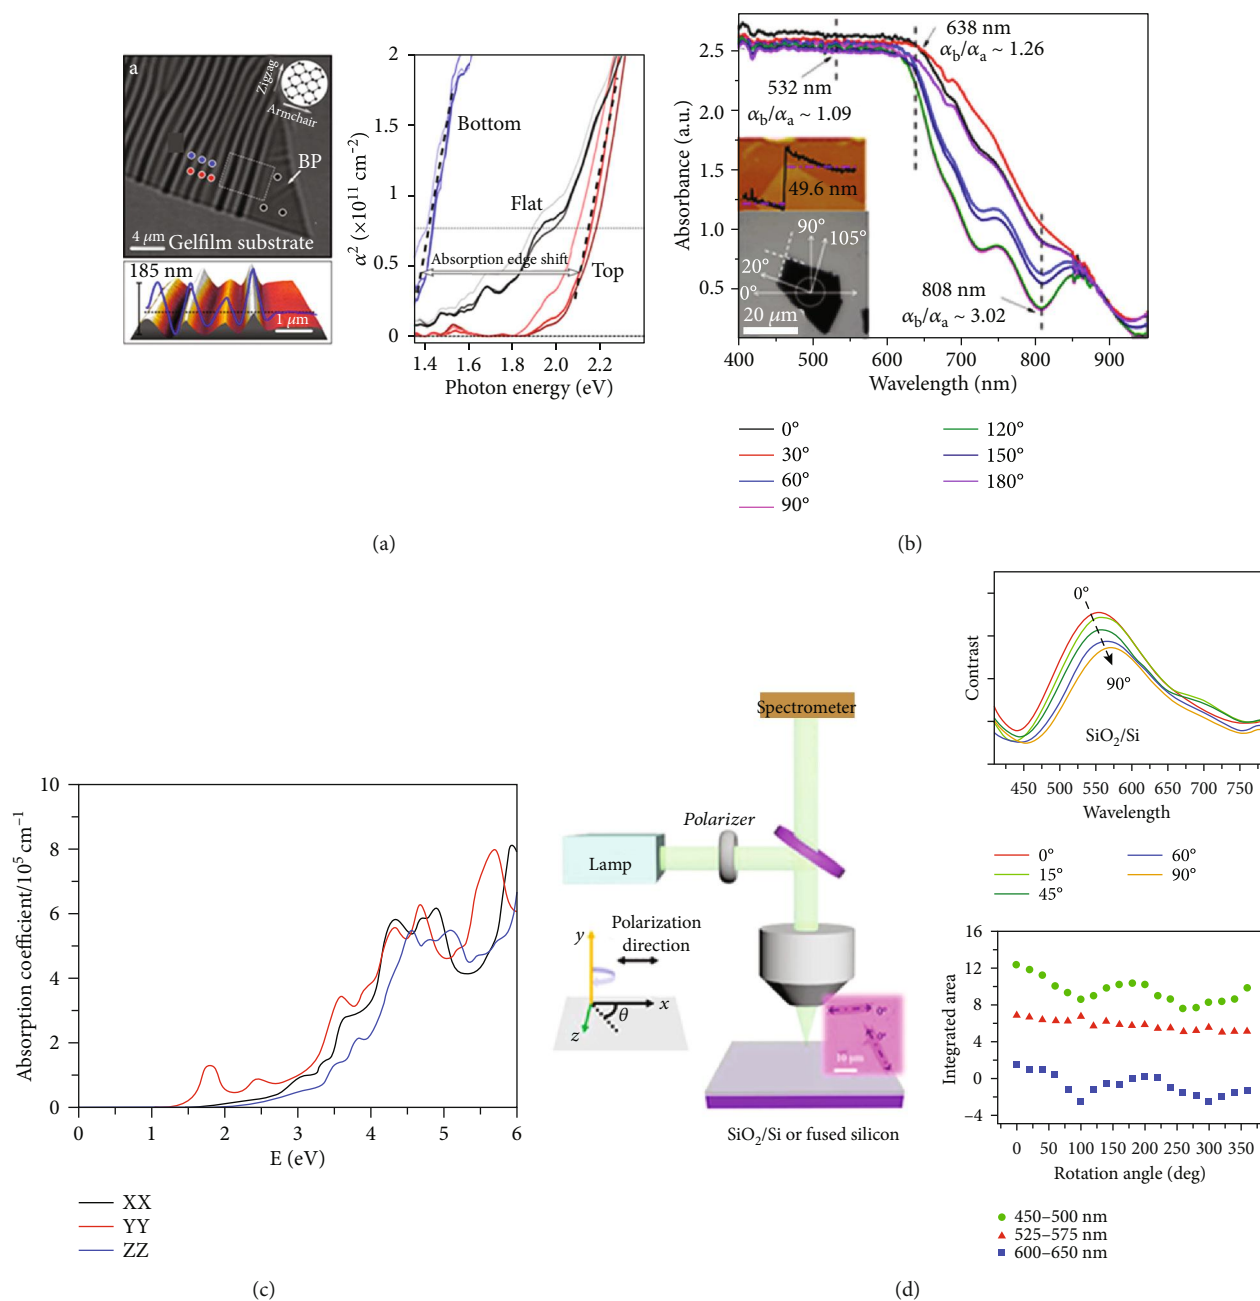 a
Zigzag
Armchair
BP
4 μm
Gelfilm substrate
185 nm
1 μm
α² (×10¹¹ cm⁻²)
2
1
2
1
0.5
0
Bottom
Flat
Absorption edge shift
Top
1.4 1.6 1.8 2.0 2.2
Photon energy (eV)
(a)
Absorbance (a.u.)
2.5
2.0
1.5
1.0
0.5
638 nm
αb/αa ~ 1.26
532 nm
αb/αa ~ 1.09
49.6 nm
90°
105°
20°
0°
20 μm
808 nm
αb/αa ~ 3.02
400 500 600 700 800 900
Wavelength (nm)
0°
30°
60°
90°
120°
150°
180°
(b)
Absorption coefficient/10⁵ cm⁻¹
10
8
6
4
2
0
0 1 2 3 4 5 6
E (eV)
XX
YY
ZZ
(c)
Spectrometer
Polarizer
Lamp
Polarization
direction
y
x
z
θ
0°
0°
10 μm
SiO₂/Si or fused silicon
Contrast
0°
90°
SiO₂/Si
450 500 550 600 650 700 750
Wavelength
0°
15°
45°
60°
90°
Integrated area
16
12
8
4
0
−4
0 50 100 150 200 250 300 350
Rotation angle (deg)
450–500 nm
525–575 nm
600–650 nm
(d)